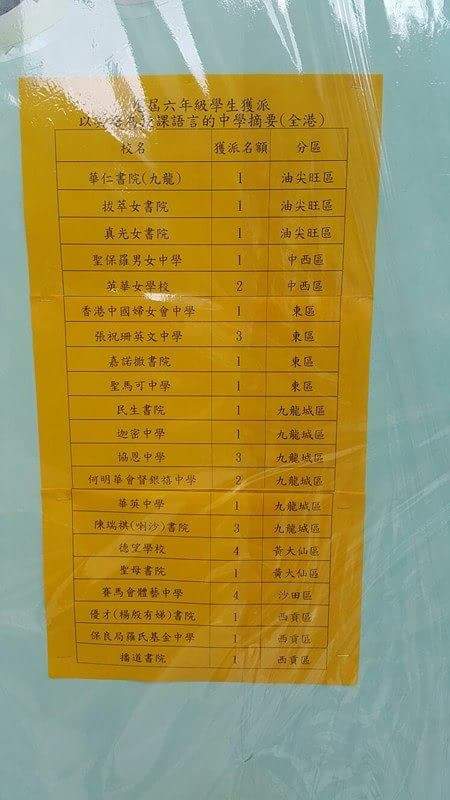 屆六年級學生獲派
以英語為授課語言的中學摘要(全港)
校名 獲派名額 分區
華仁書院(九龍) 1 油尖旺區
拔萃女書院 1 油尖旺區
真光女書院 1 油尖旺區
聖保羅男女中學 1 中西區
英華女學校 2 中西區
香港中國婦女會中學 1 東區
張祝珊英文中學 3 東區
嘉諾撒書院 1 東區
聖馬可中學 1 東區
民生書院 1 九龍城區
迦密中學 1 九龍城區
協恩中學 3 九龍城區
何明華會督銀禧中學 2 九龍城區
華英中學 1 九龍城區
陳瑞祺(喇沙)書院 3 九龍城區
德望學校 4 黃大仙區
聖母書院 1 黃大仙區
賽馬會體藝中學 4 沙田區
優才(楊殷有娣)書院 1 西貢區
保良局羅氏基金中學 1 西貢區
播道書院 1 西貢區